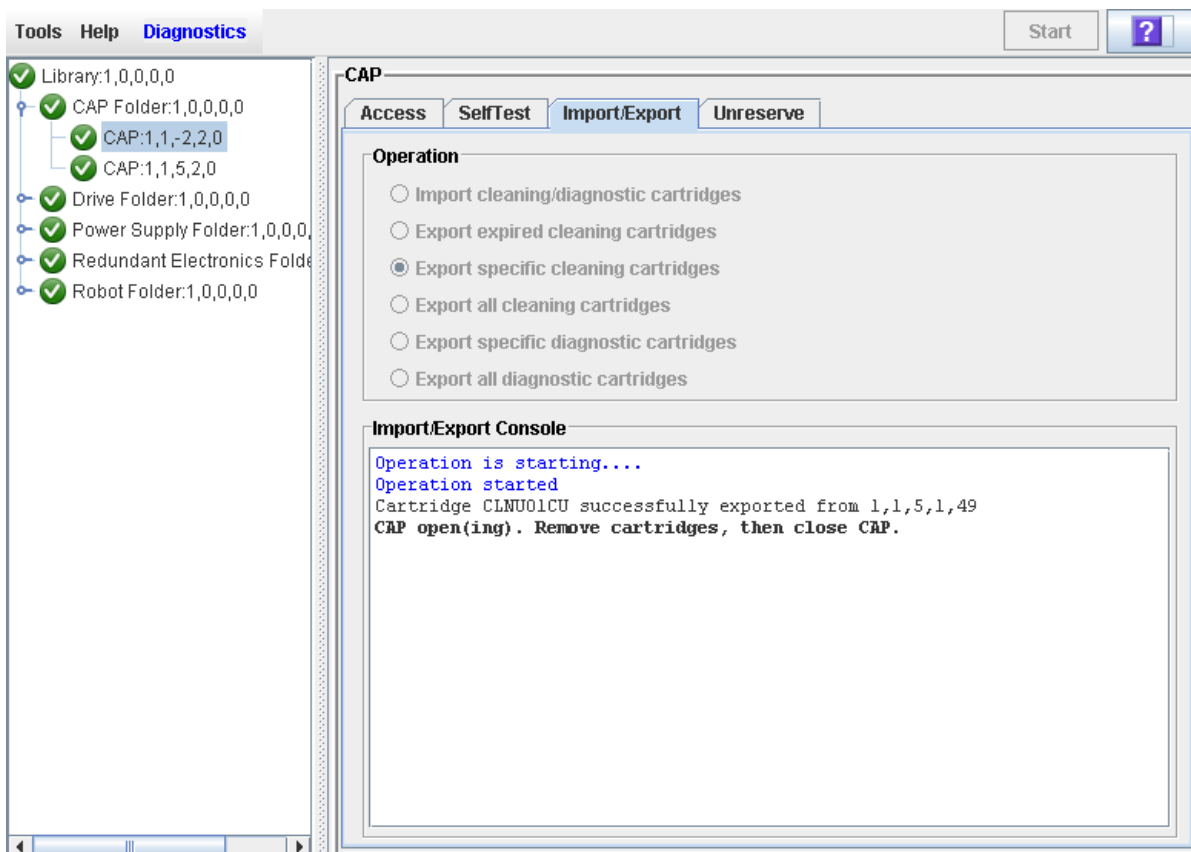 Tools Help Diagnostics
Start
?
Library:1,0,0,0,0
CAP Folder:1,0,0,0,0
CAP:1,1,-2,2,0
CAP:1,1,5,2,0
Drive Folder:1,0,0,0,0
Power Supply Folder:1,0,0,0,
Redundant Electronics Folde
Robot Folder:1,0,0,0,0
CAP
Access SelfTest Import/Export Unreserve
Operation
Import cleaning/diagnostic cartridges
Export expired cleaning cartridges
Export specific cleaning cartridges
Export all cleaning cartridges
Export specific diagnostic cartridges
Export all diagnostic cartridges
Import/Export Console
Operation is starting....
Operation started
Cartridge CLNU01CU successfully exported from 1,1,5,1,49
CAP open(ing). Remove cartridges, then close CAP.